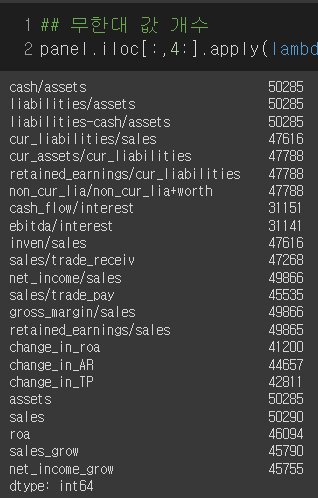 1 ## 무한대 값 개수
2 panel.iloc[:,4:].apply(lambd
cash/assets 50285
liabilities/assets 50285
liabilities-cash/assets 50285
cur_liabilities/sales 47616
cur_assets/cur_liabilities 47788
retained_earnings/cur_liabilities 47788
non_cur_lia/non_cur_lia+worth 47788
cash_flow/interest 31151
ebitda/interest 31141
inven/sales 47616
sales/trade_receiv 47268
net_income/sales 49866
sales/trade_pay 45535
gross_margin/sales 49866
retained_earnings/sales 49865
change_in_roa 41200
change_in_AR 44657
change_in_TP 42811
assets 50285
sales 50290
roa 46094
sales_grow 45790
net_income_grow 45755
dtype: int64